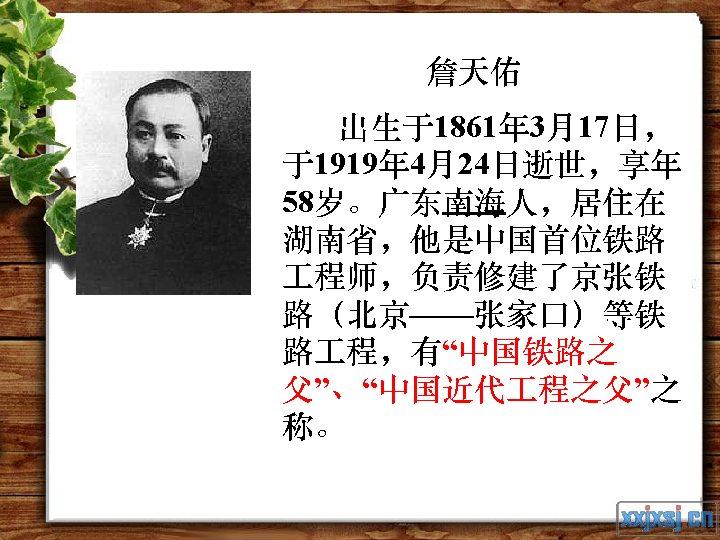 詹天佑
出生于1861年3月17日，
于1919年4月24日逝世，享年
58岁。广东南海人，居住在
湖南省，他是中国首位铁路
工程师，负责修建了京张铁
路（北京——张家口）等铁
路工程，有“中国铁路之
父”、“中国近代工程之父”之
称。
xxjxsj.cn